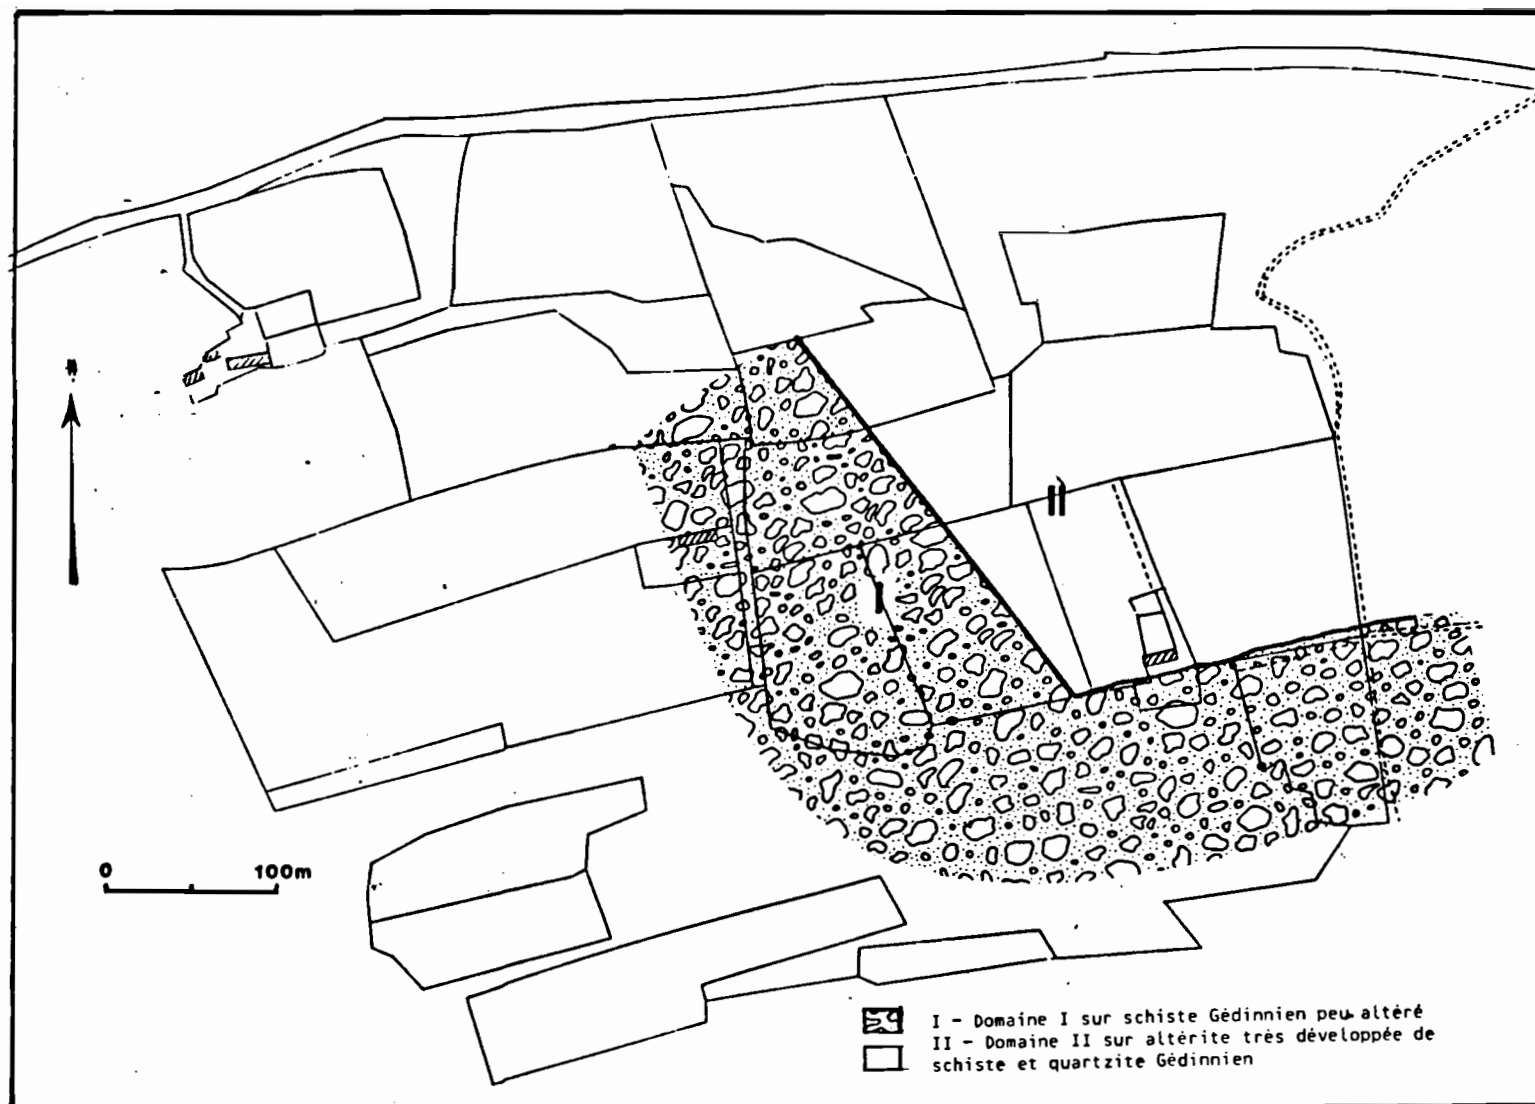 N
II
I
0 100m
I - Domaine I sur schiste Gédinnien peu altéré
II - Domaine II sur altérite très développée de
schiste et quartzite Gédinnien